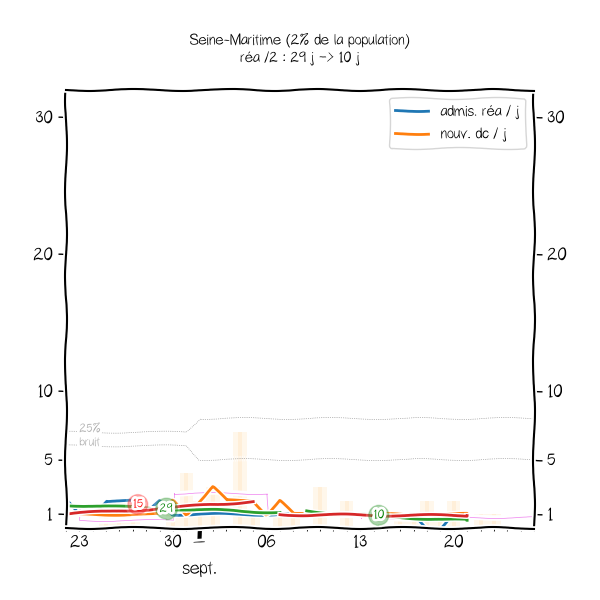 Seine-Maritime (2% de la population)
réa /2 : 29 j -> 10 j
admis. réa / j
nouv. dc / j
30 30
20 20
10 10
25%
bruit
5 5
15
29
10
1 1
23 30 06 13 20
sept.